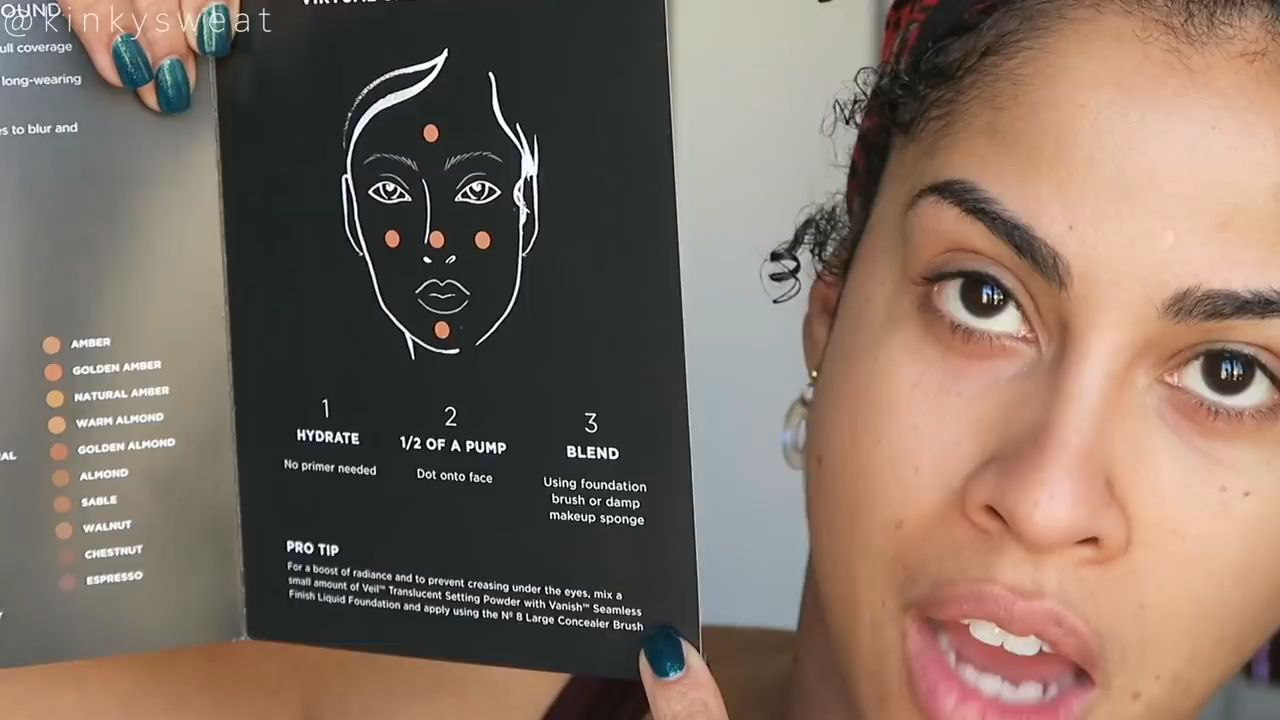 @kinkysweat
OUND
ull coverage
long-wearing
es to blur and
AMBER
GOLDEN AMBER
NATURAL AMBER
WARM ALMOND
GOLDEN ALMOND
ALMOND
SABLE
WALNUT
CHESTNUT
ESPRESSO
AL
VIRTUAL
1
HYDRATE
No primer needed
2
1/2 OF A PUMP
Dot onto face
3
BLEND
Using foundation
brush or damp
makeup sponge
PRO TIP
For a boost of radiance and to prevent creasing under the eyes, mix a
small amount of Veil™ Translucent Setting Powder with Vanish™ Seamless
Finish Liquid Foundation and apply using the Nº 8 Large Concealer Brush